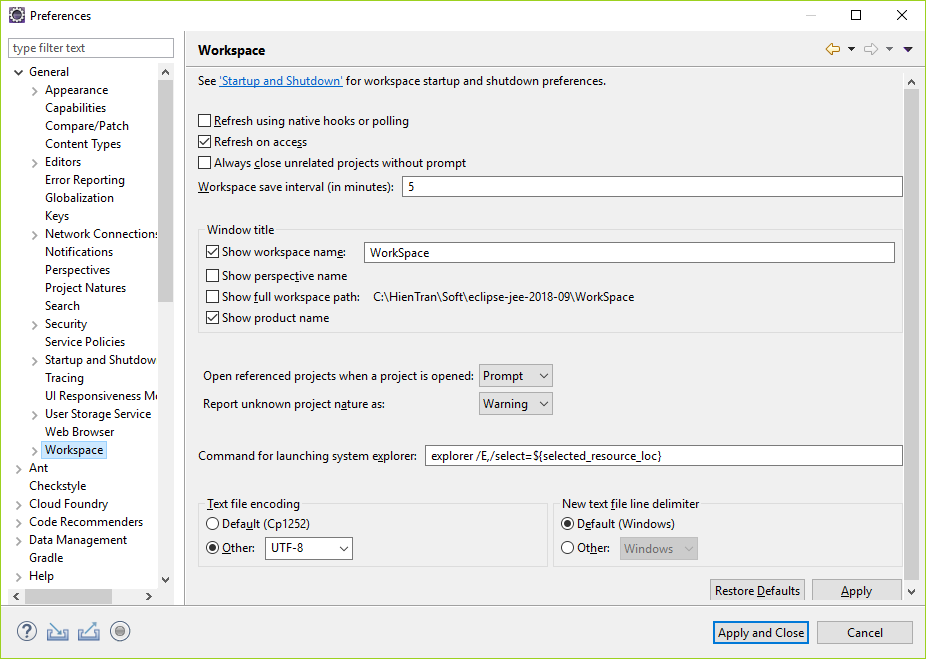 Preferences
type filter text
General
Appearance
Capabilities
Compare/Patch
Content Types
Editors
Error Reporting
Globalization
Keys
Network Connections
Notifications
Perspectives
Project Natures
Search
Security
Service Policies
Startup and Shutdow
Tracing
UI Responsiveness Mo
User Storage Service
Web Browser
Workspace
Ant
Checkstyle
Cloud Foundry
Code Recommenders
Data Management
Gradle
Help
Workspace
See 'Startup and Shutdown' for workspace startup and shutdown preferences.
Refresh using native hooks or polling
Refresh on access
Always close unrelated projects without prompt
Workspace save interval (in minutes): 5
Window title
Show workspace name: WorkSpace
Show perspective name
Show full workspace path: C:\HienTran\Soft\eclipse-jee-2018-09\WorkSpace
Show product name
Open referenced projects when a project is opened: Prompt
Report unknown project nature as: Warning
Command for launching system explorer: explorer /E,/select=${selected_resource_loc}
Text file encoding
Default (Cp1252)
Other: UTF-8
New text file line delimiter
Default (Windows)
Other: Windows
Restore Defaults Apply
? Apply and Close Cancel